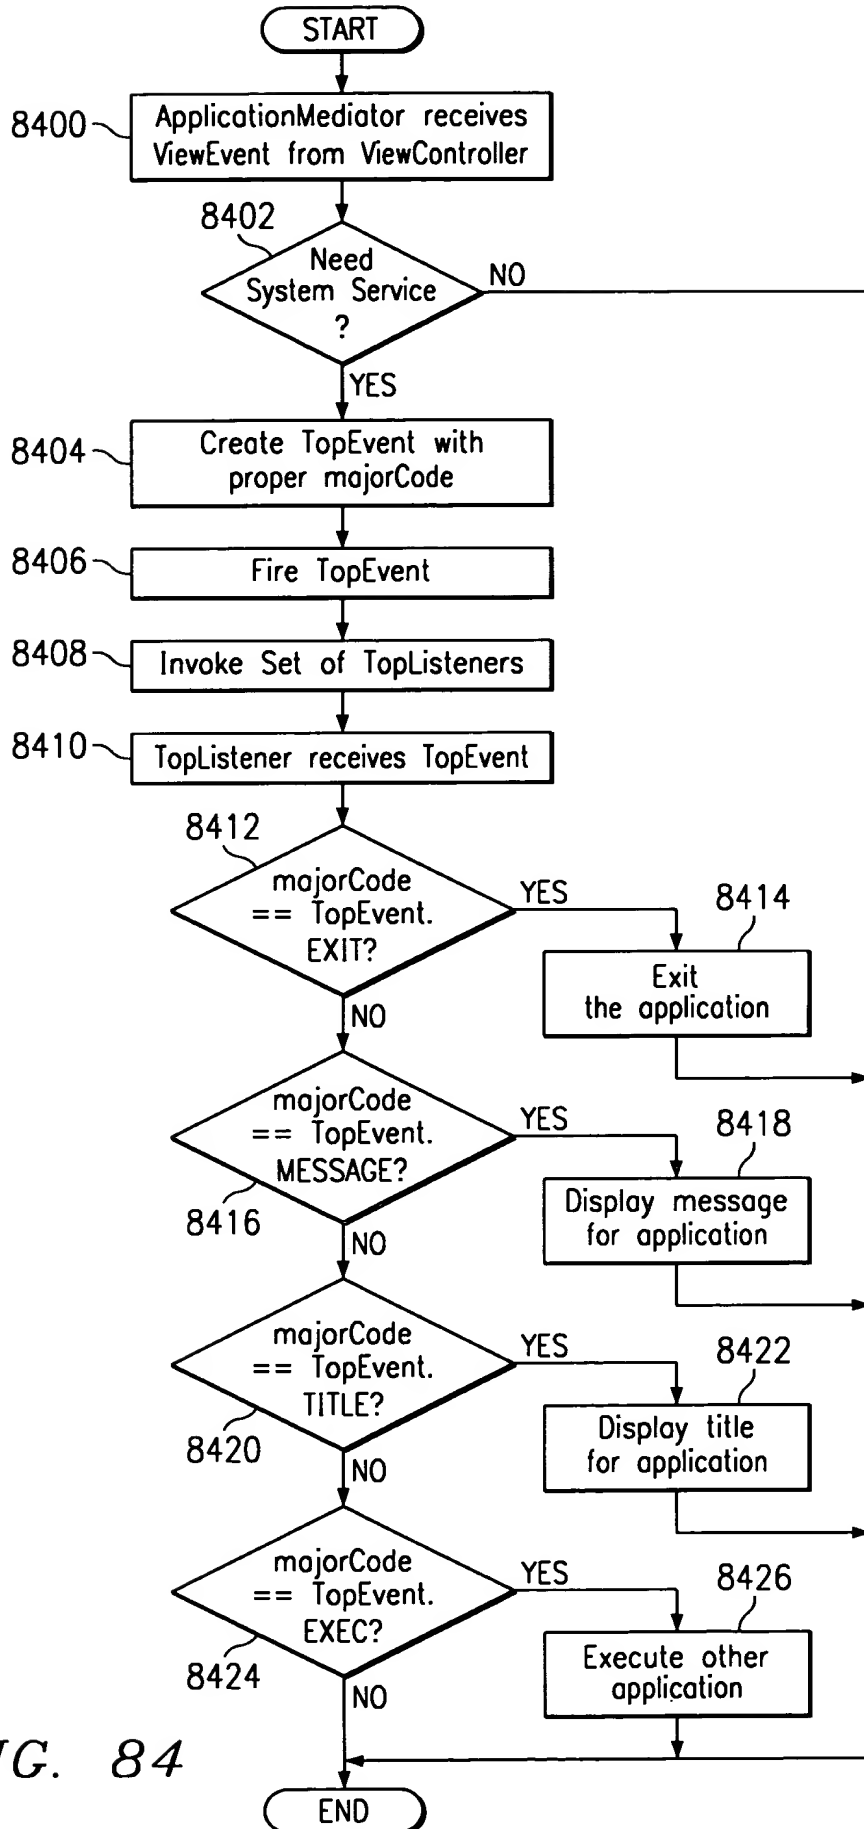 START
8400
ApplicationMediator receives
ViewEvent from ViewController
8402
Need
System Service
?
NO
YES
8404
Create TopEvent with
proper majorCode
8406
Fire TopEvent
8408
Invoke Set of TopListeners
8410
TopListener receives TopEvent
8412
majorCode
== TopEvent.
EXIT?
YES
8414
Exit
the application
NO
majorCode
== TopEvent.
MESSAGE?
8416
YES
8418
Display message
for application
NO
majorCode
== TopEvent.
TITLE?
8420
YES
8422
Display title
for application
NO
majorCode
== TopEvent.
EXEC?
8424
YES
8426
Execute other
application
NO
IG. 84
END